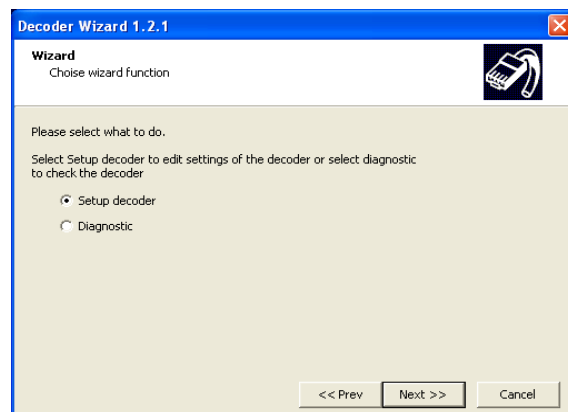 Decoder Wizard 1.2.1
Wizard
Choise wizard function
Please select what to do.
Select Setup decoder to edit settings of the decoder or select diagnostic
to check the decoder
Setup decoder
Diagnostic
<< Prev
Next >>
Cancel